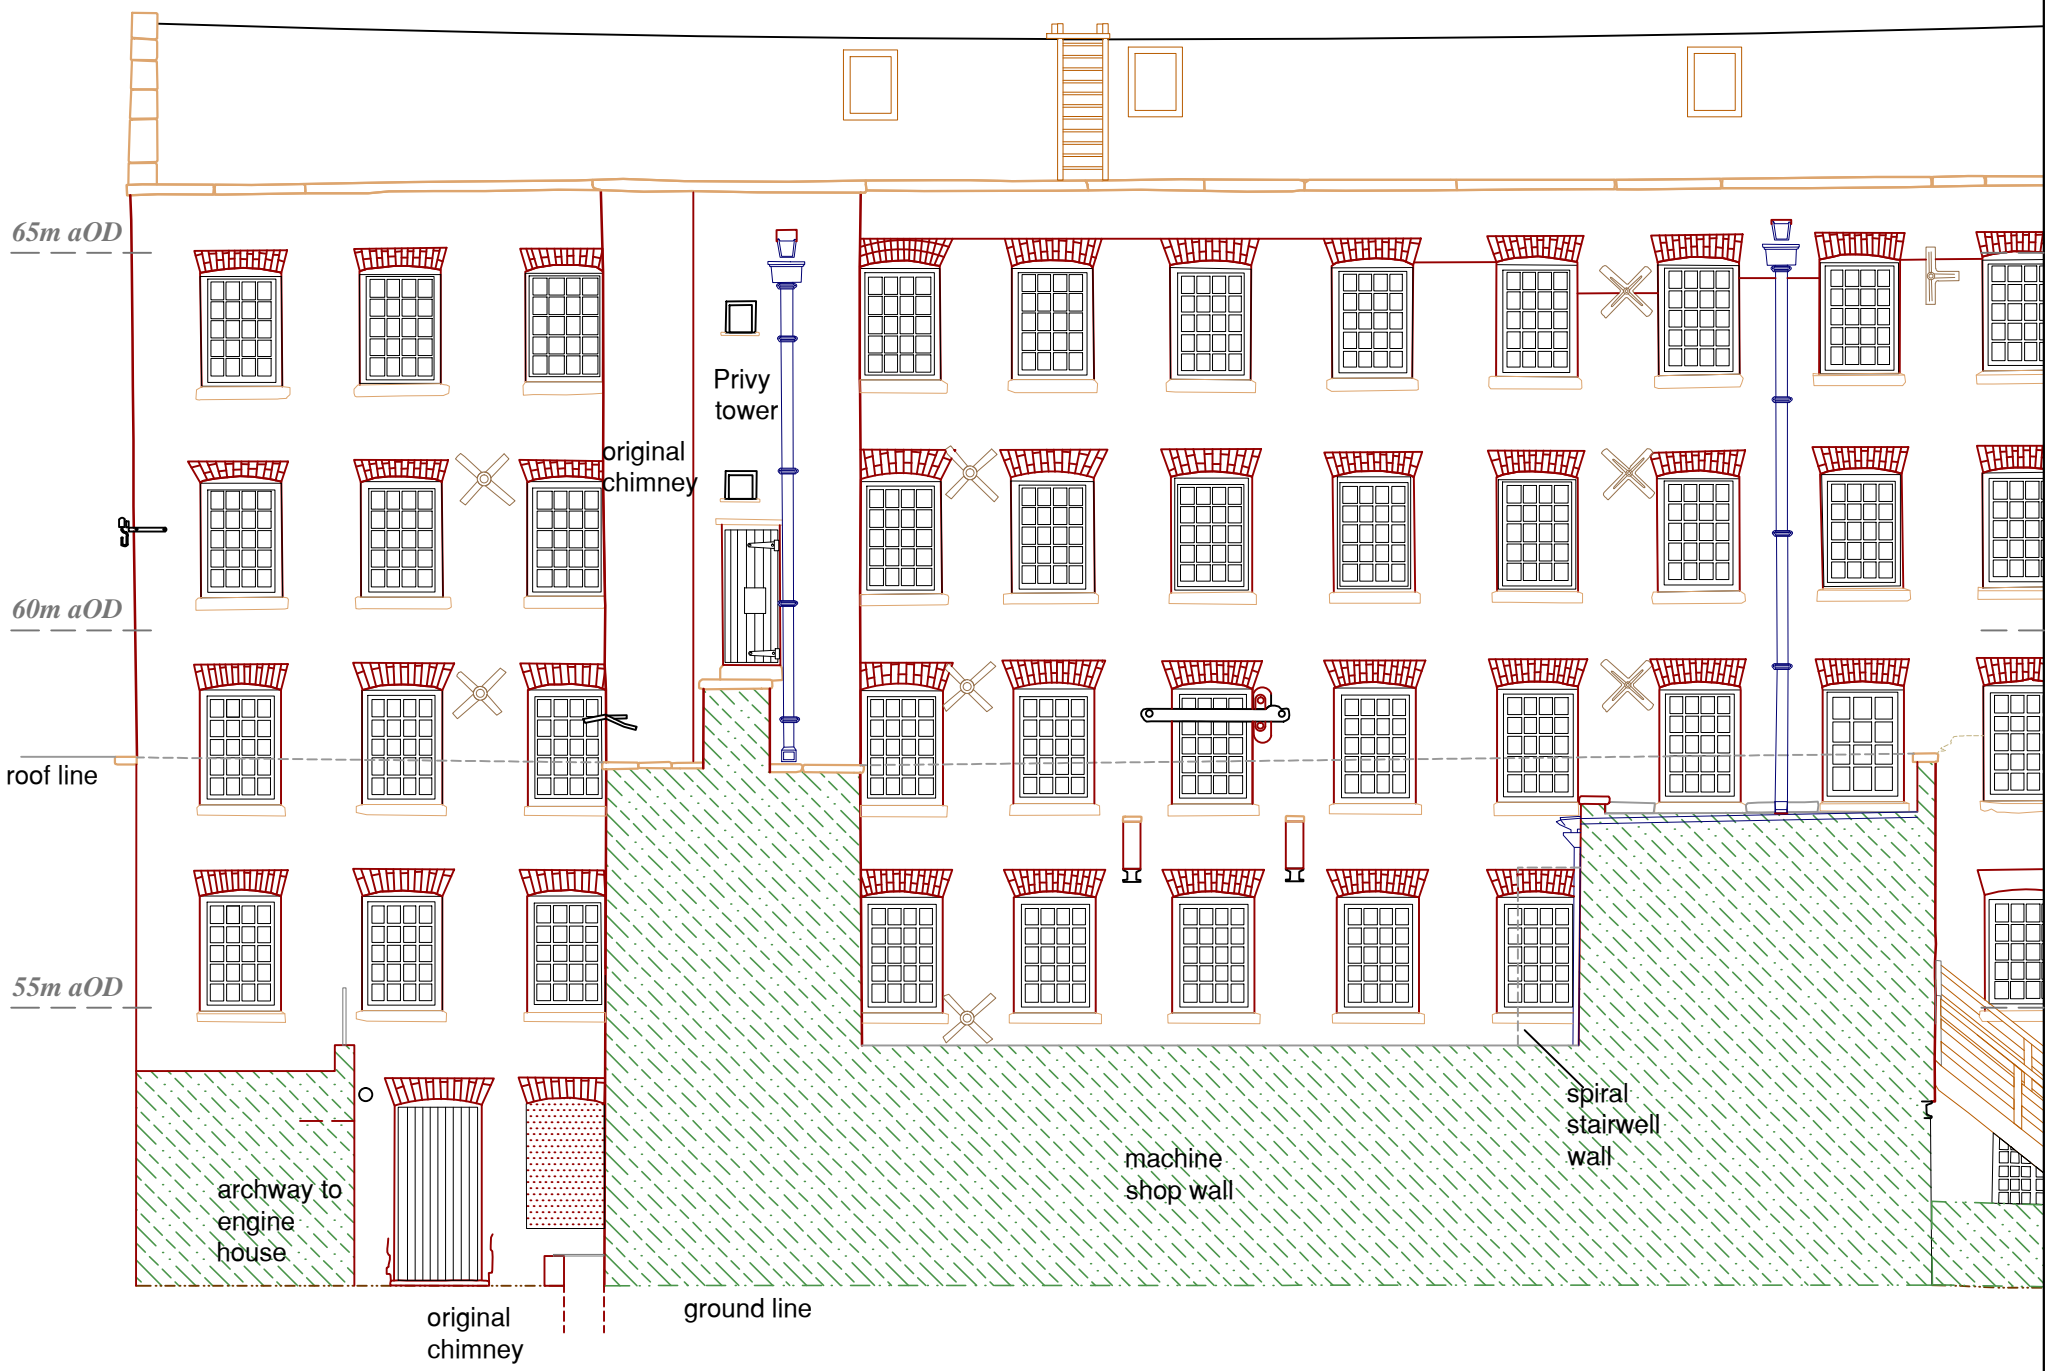 65m aOD
Privy
tower
original
chimney
60m aOD
roof line
55m aOD
spiral
stairwell
wall
machine
shop wall
archway to
engine
house
ground line
original
chimney